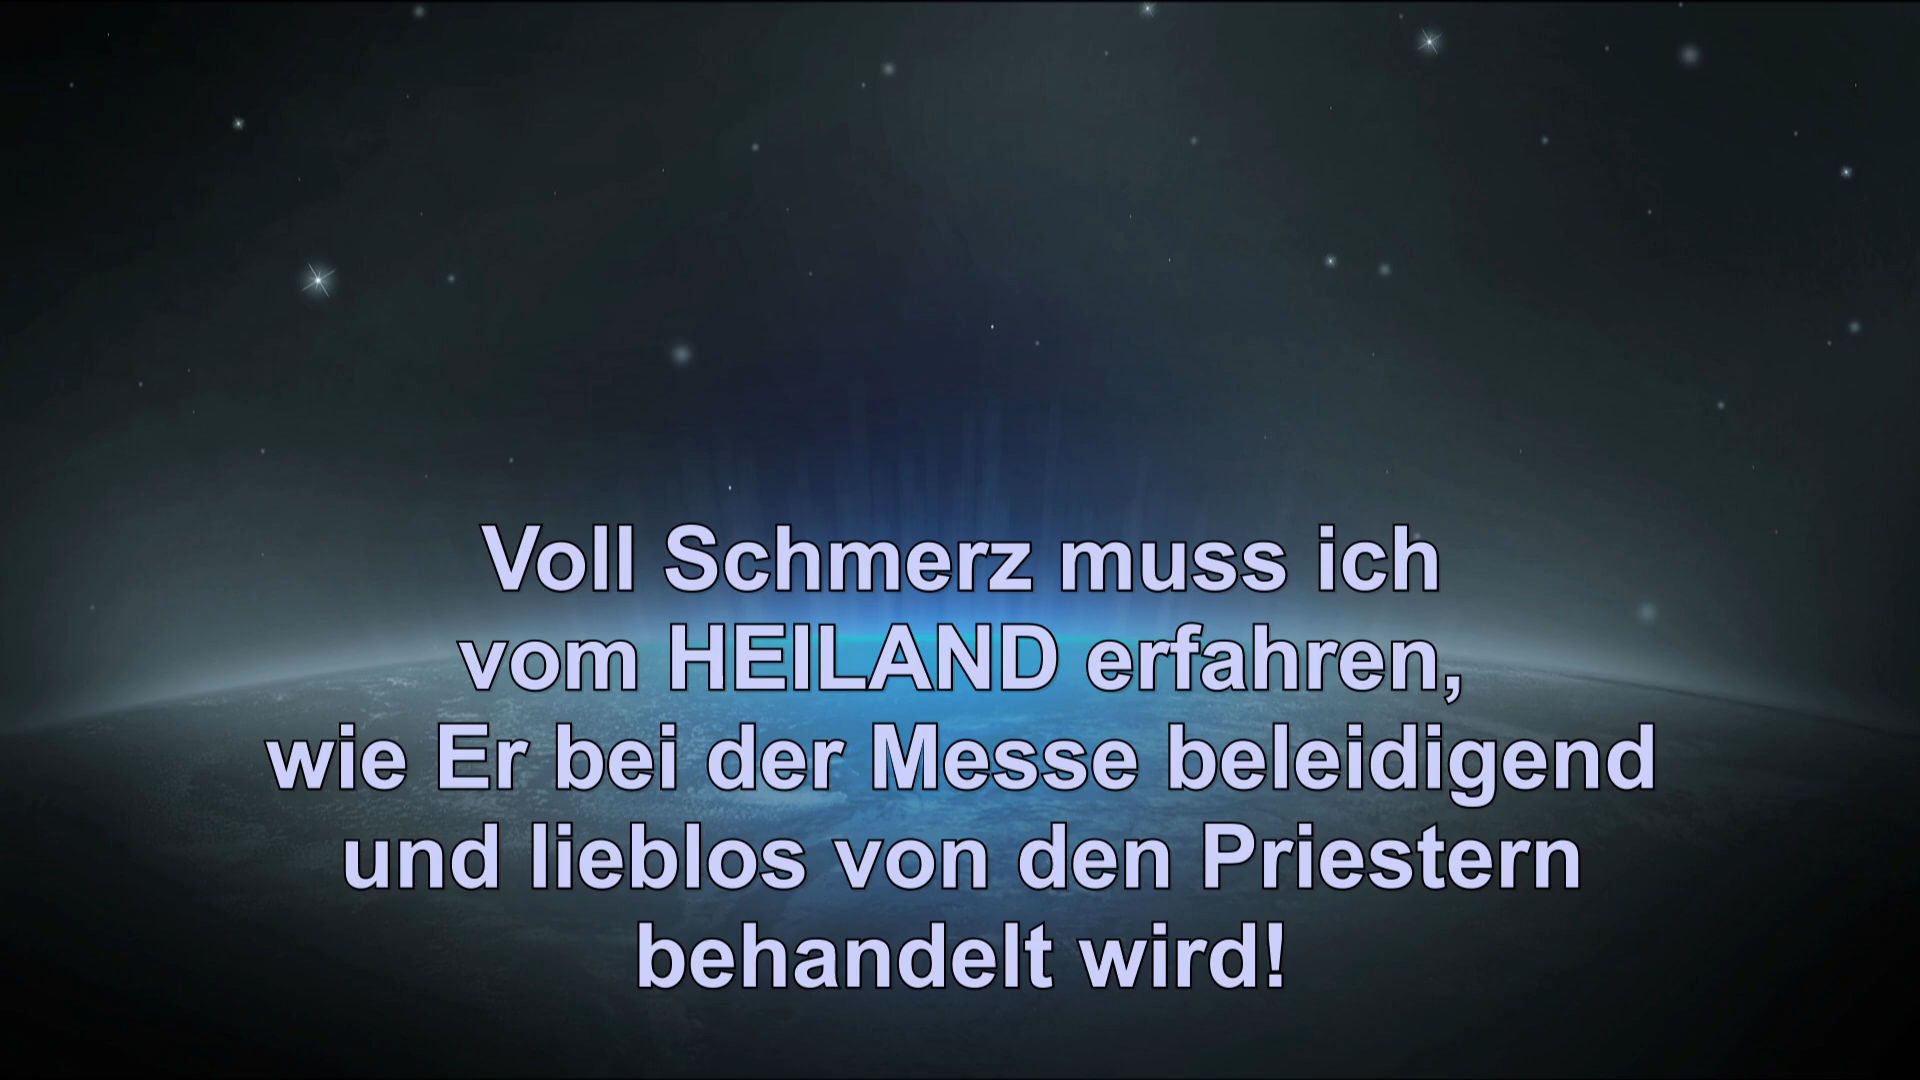 Voll Schmerz muss ich
vom HEILAND erfahren,
wie Er bei der Messe beleidigend
und lieblos von den Priestern
behandelt wird!